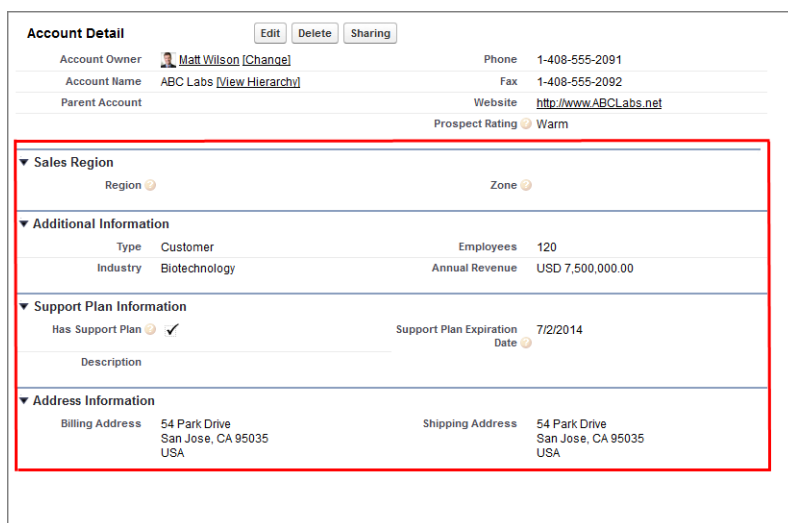 Account Detail Edit Delete Sharing
Account Owner Matt Wilson [Change] Phone 1-408-555-2091
Account Name ABC Labs [View Hierarchy] Fax 1-408-555-2092
Parent Account Website http://www.ABCLabs.net
Prospect Rating ? Warm
▼ Sales Region
Region ? Zone ?
▼ Additional Information
Type Customer Employees 120
Industry Biotechnology Annual Revenue USD 7,500,000.00
▼ Support Plan Information
Has Support Plan ? ✓ Support Plan Expiration 7/2/2014
Date ?
Description
▼ Address Information
Billing Address 54 Park Drive Shipping Address 54 Park Drive
San Jose, CA 95035 San Jose, CA 95035
USA USA